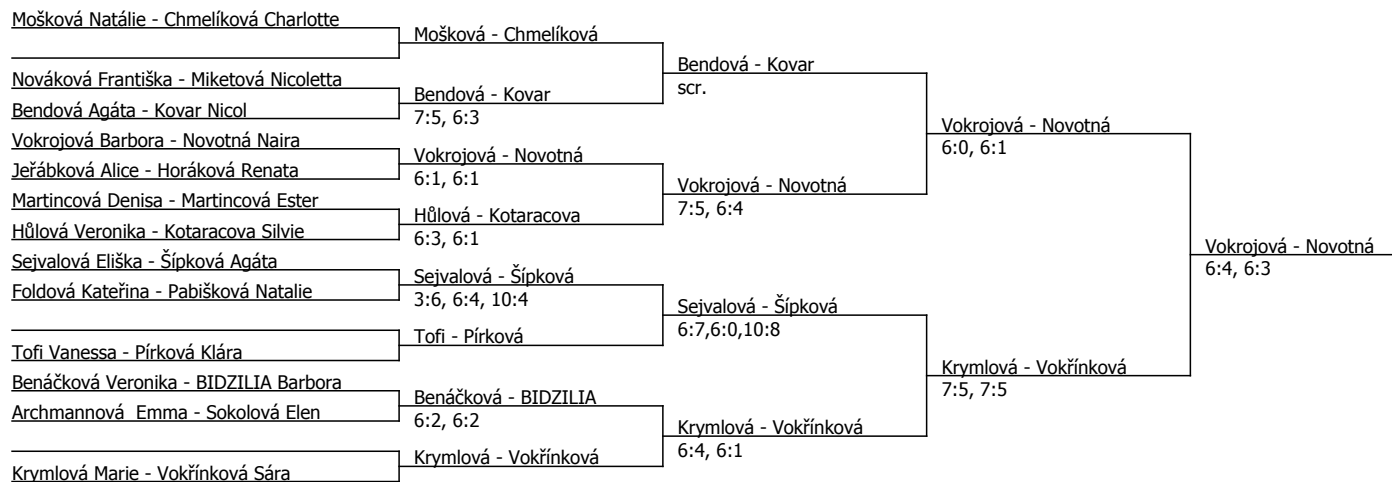 Mošková Natálie - Chmelíková Charlotte
Nováková Františka - Miketová Nicoletta
Bendová Agáta - Kovar Nicol
Vokrojová Barbora - Novotná Naira
Jeřábková Alice - Horáková Renata
Martincová Denisa - Martincová Ester
Hůlová Veronika - Kotaracova Silvie
Sejvalová Eliška - Šípková Agáta
Foldová Kateřina - Pabišková Natalie
Tofi Vanessa - Pírková Klára
Benáčková Veronika - BIDZILIA Barbora
Archmannová  Emma - Sokolová Elen
Krymlová Marie - Vokřínková Sára
Mošková - Chmelíková
Bendová - Kovar
7:5, 6:3
Vokrojová - Novotná
6:1, 6:1
Hůlová - Kotaracova
6:3, 6:1
Sejvalová - Šípková
3:6, 6:4, 10:4
Tofi - Pírková
Benáčková - BIDZILIA
6:2, 6:2
Krymlová - Vokřínková
Bendová - Kovar
scr.
Vokrojová - Novotná
7:5, 6:4
Sejvalová - Šípková
6:7,6:0,10:8
Krymlová - Vokřínková
6:4, 6:1
Vokrojová - Novotná
6:0, 6:1
Krymlová - Vokřínková
7:5, 7:5
Vokrojová - Novotná
6:4, 6:3